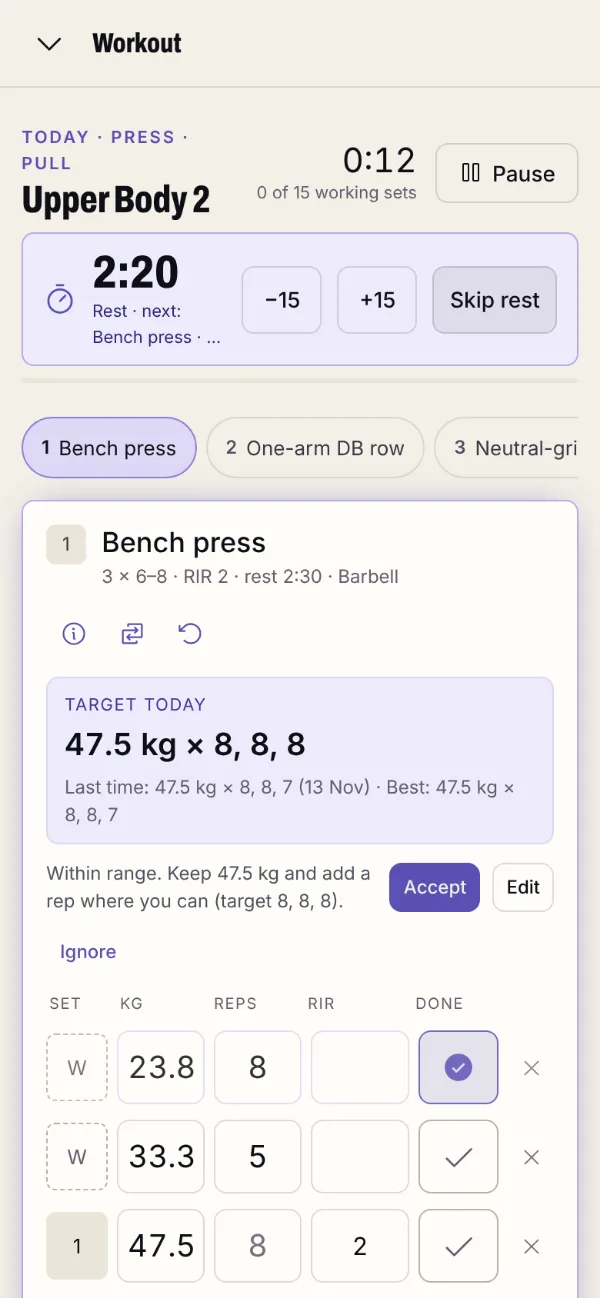 Workout
TODAY · PRESS ·
PULL
Upper Body 2
0:12
0 of 15 working sets
Pause
2:20
Rest · next:
Bench press · ...
−15
+15
Skip rest
1 Bench press
2 One-arm DB row
3 Neutral-gri
1
Bench press
3 × 6–8 · RIR 2 · rest 2:30 · Barbell
TARGET TODAY
47.5 kg × 8, 8, 8
Last time: 47.5 kg × 8, 8, 7 (13 Nov) · Best: 47.5 kg ×
8, 8, 7
Within range. Keep 47.5 kg and add a
rep where you can (target 8, 8, 8).
Accept
Edit
Ignore
SET KG REPS RIR DONE
W 23.8 8
W 33.3 5
1 47.5 8 2